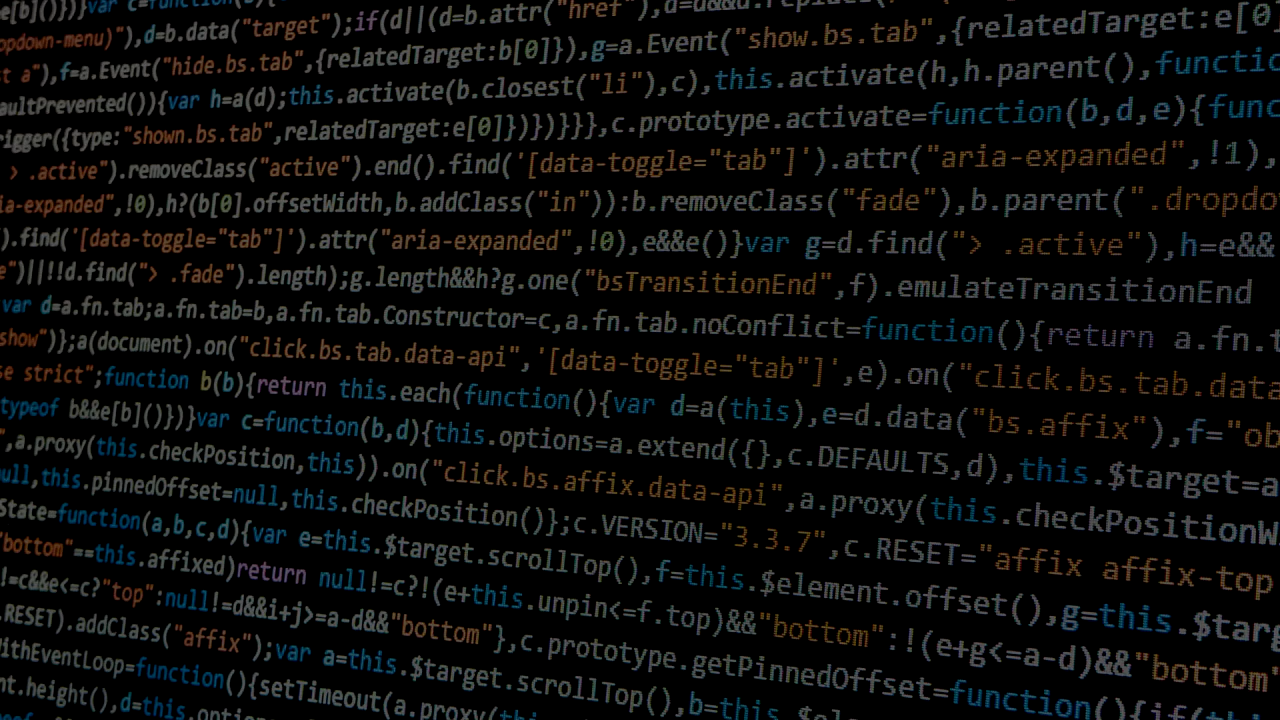 e[b]()})}var c=function(
opdown-menu)"),d=b.data("target");if(d||(d=b.attr("href"),d=d&&d.replace(
st a"),f=a.Event("hide.bs.tab",{relatedTarget:b[0]}),g=a.Event("show.bs.tab",{relatedTarget:e[0]
aultPrevented()){var h=a(d);this.activate(b.closest("li"),c),this.activate(h,h.parent(),functio
rigger({type:"shown.bs.tab",relatedTarget:e[0]})})}}},c.prototype.activate=function(b,d,e){func
> .active").removeClass("active").end().find('[data-toggle="tab"]').attr("aria-expanded",!1),
ia-expanded",!0),h?(b[0].offsetWidth,b.addClass("in")):b.removeClass("fade"),b.parent(".dropdo
).find('[data-toggle="tab"]').attr("aria-expanded",!0),e&&e()}var g=d.find("> .active"),h=e&&
e")||!!d.find("> .fade").length);g.length&&h?g.one("bsTransitionEnd",f).emulateTransitionEnd
var d=a.fn.tab;a.fn.tab=b,a.fn.tab.Constructor=c,a.fn.tab.noConflict=function(){return a.fn.t
show")};a(document).on("click.bs.tab.data-api",'[data-toggle="tab"]',e).on("click.bs.tab.data
se strict";function b(b){return this.each(function(){var d=a(this),e=d.data("bs.affix"),f="ob
typeof b&&e[b]()})}var c=function(b,d){this.options=a.extend({},c.DEFAULTS,d),this.$target=a
",a.proxy(this.checkPosition,this)).on("click.bs.affix.data-api",a.proxy(this.checkPositionW
ull,this.pinnedOffset=null,this.checkPosition()};c.VERSION="3.3.7",c.RESET="affix affix-top
State=function(a,b,c,d){var e=this.$target.scrollTop(),f=this.$element.offset(),g=this.$targ
"bottom"==this.affixed)return null!=c?!(e+this.unpin<=f.top)&&"bottom":!(e+g<=a-d)&&"bottom"
!=c&&e<=c?"top":null!=d&&i+j>=a-d&&"bottom"},c.prototype.getPinnedOffset=function(){if(th
.RESET).addClass("affix");var a=this.$target.scrollTop(),b=this.$ele
ithEventLoop=function(){setTimeout(a.proxy(this
nt.height(),d=this.options